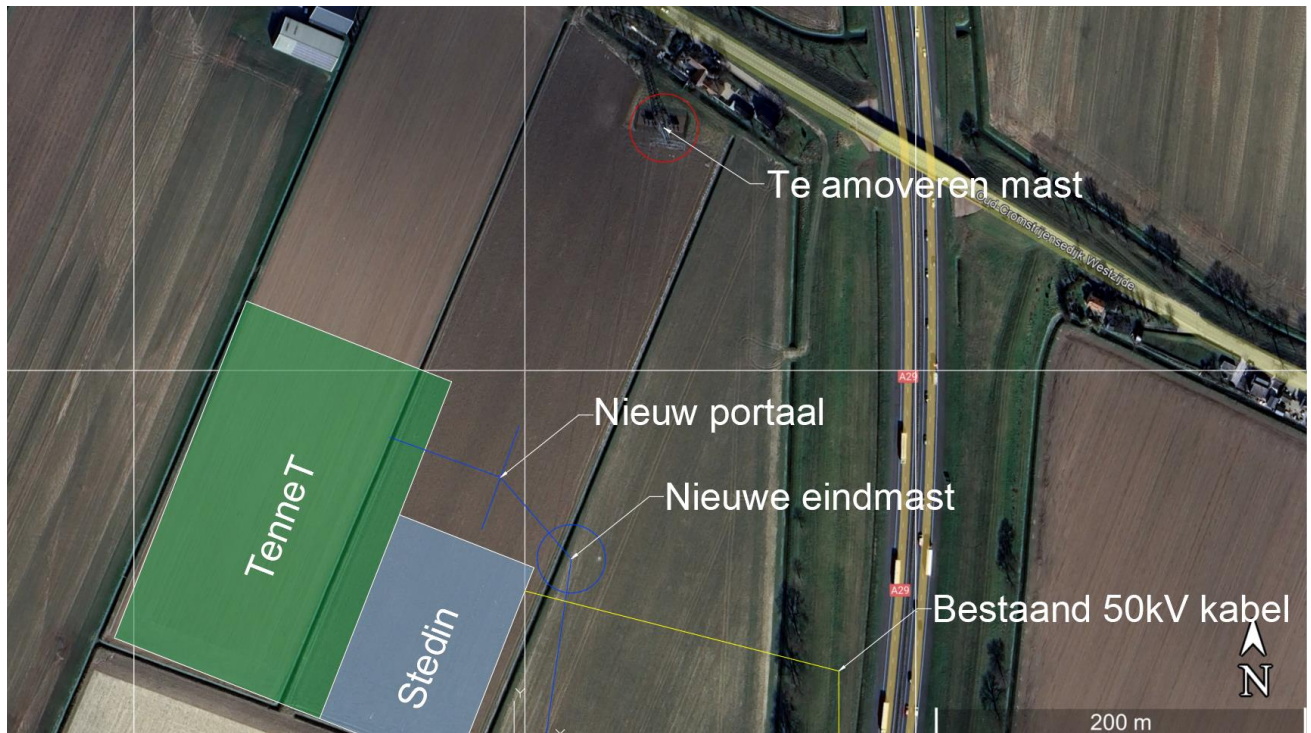 Te amoveren mast
Oud-Cromstrijensedijk Westzijde
A29
Nieuw portaal
Nieuwe eindmast
TenneT
A29
Bestaand 50kV kabel
Stedin
N
Y
X
200 m